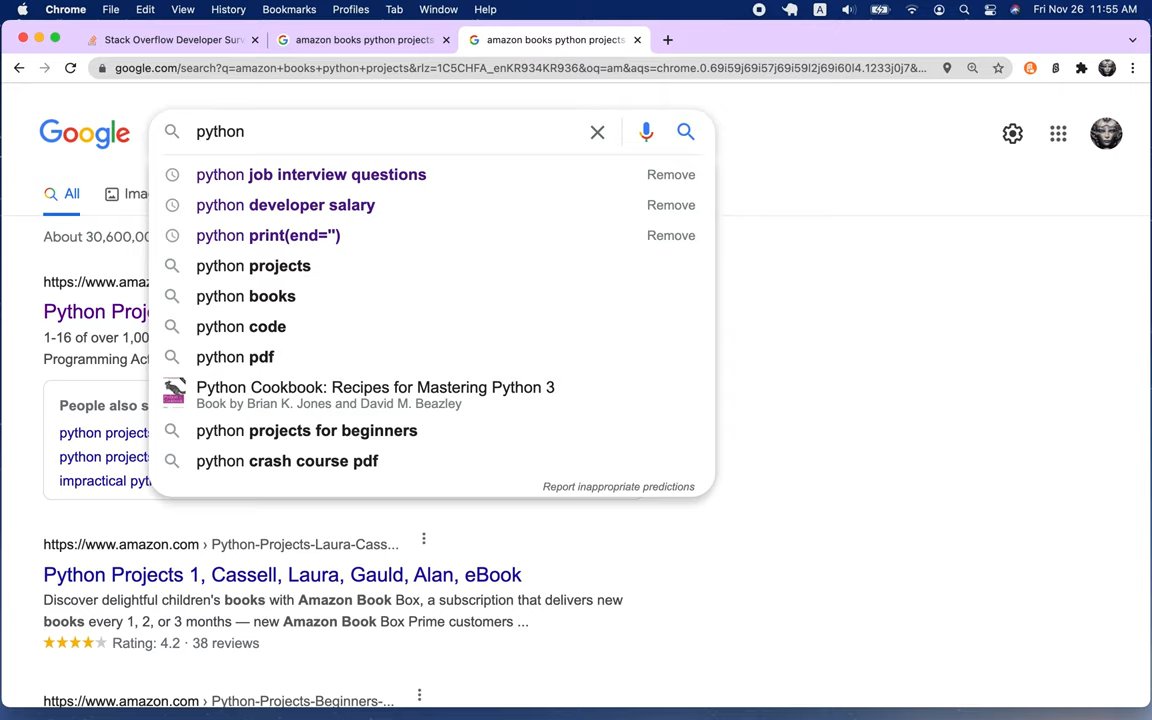 Chrome File Edit View History Bookmarks Profiles Tab Window Help A Fri Nov 26 11:55 AM
Stack Overflow Developer Surv amazon books python projects amazon books python projects
google.com/search?q=amazon+books+python+projects&rlz=1C5CHFA_enKR934KR936&oq=am&aqs=chrome.0.69i59j69i57j69i59l2j69i60l4.1233j0j7&...
Google
python
python job interview questions Remove
python developer salary Remove
python print(end='') Remove
python projects
python books
python code
python pdf
Python Cookbook: Recipes for Mastering Python 3
Book by Brian K. Jones and David M. Beazley
python projects for beginners
python crash course pdf
Report inappropriate predictions
All Ima
About 30,600,00
https://www.amaz
Python Proj
1-16 of over 1,00
Programming Act
People also s
python projects
python projects
impractical pyt
https://www.amazon.com › Python-Projects-Laura-Cass...
Python Projects 1, Cassell, Laura, Gauld, Alan, eBook
Discover delightful children's books with Amazon Book Box, a subscription that delivers new
books every 1, 2, or 3 months — new Amazon Book Box Prime customers ...
Rating: 4.2 · 38 reviews
https://www.amazon.com › Python-Projects-Beginners-...